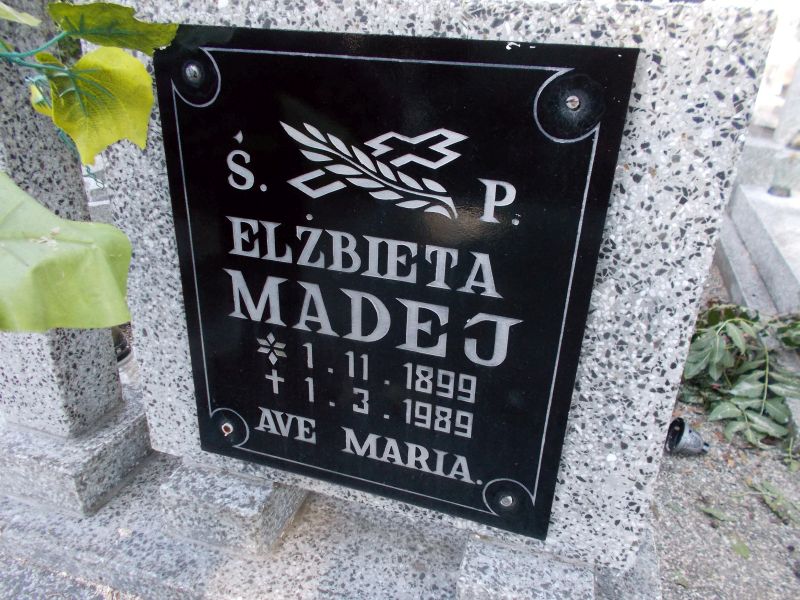 Ś. P.
ELŻBIETA
MADEJ
1.11.1899
1.3.1989
AVE MARIA.